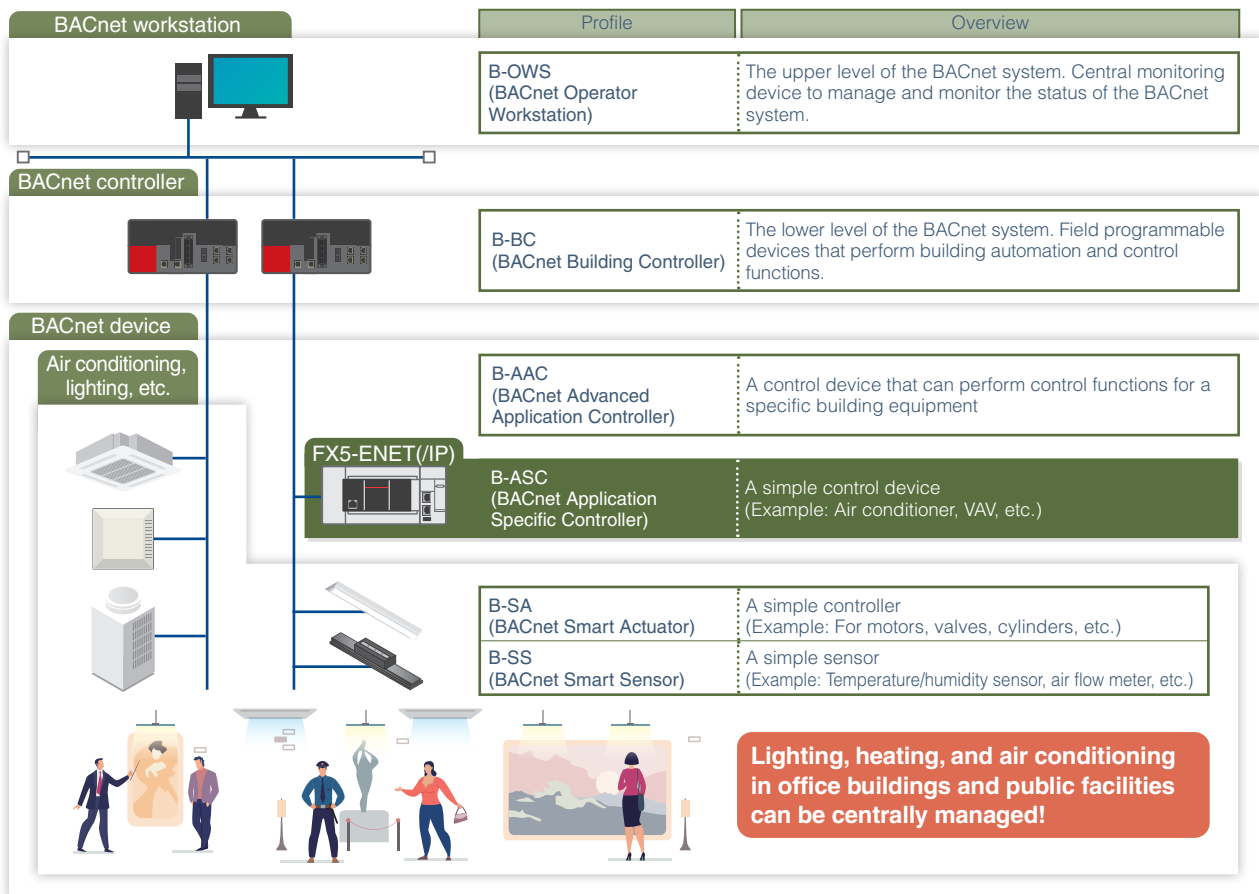 BACnet workstation
Profile
Overview
B-OWS
(BACnet Operator
Workstation)
The upper level of the BACnet system. Central monitoring
device to manage and monitor the status of the BACnet
system.
BACnet controller
B-BC
(BACnet Building Controller)
The lower level of the BACnet system. Field programmable
devices that perform building automation and control
functions.
BACnet device
Air conditioning,
lighting, etc.
B-AAC
(BACnet Advanced
Application Controller)
A control device that can perform control functions for a
specific building equipment
FX5-ENET(/IP)
B-ASC
(BACnet Application
Specific Controller)
A simple control device
(Example: Air conditioner, VAV, etc.)
B-SA
(BACnet Smart Actuator)
A simple controller
(Example: For motors, valves, cylinders, etc.)
B-SS
(BACnet Smart Sensor)
A simple sensor
(Example: Temperature/humidity sensor, air flow meter, etc.)
Lighting, heating, and air conditioning
in office buildings and public facilities
can be centrally managed!